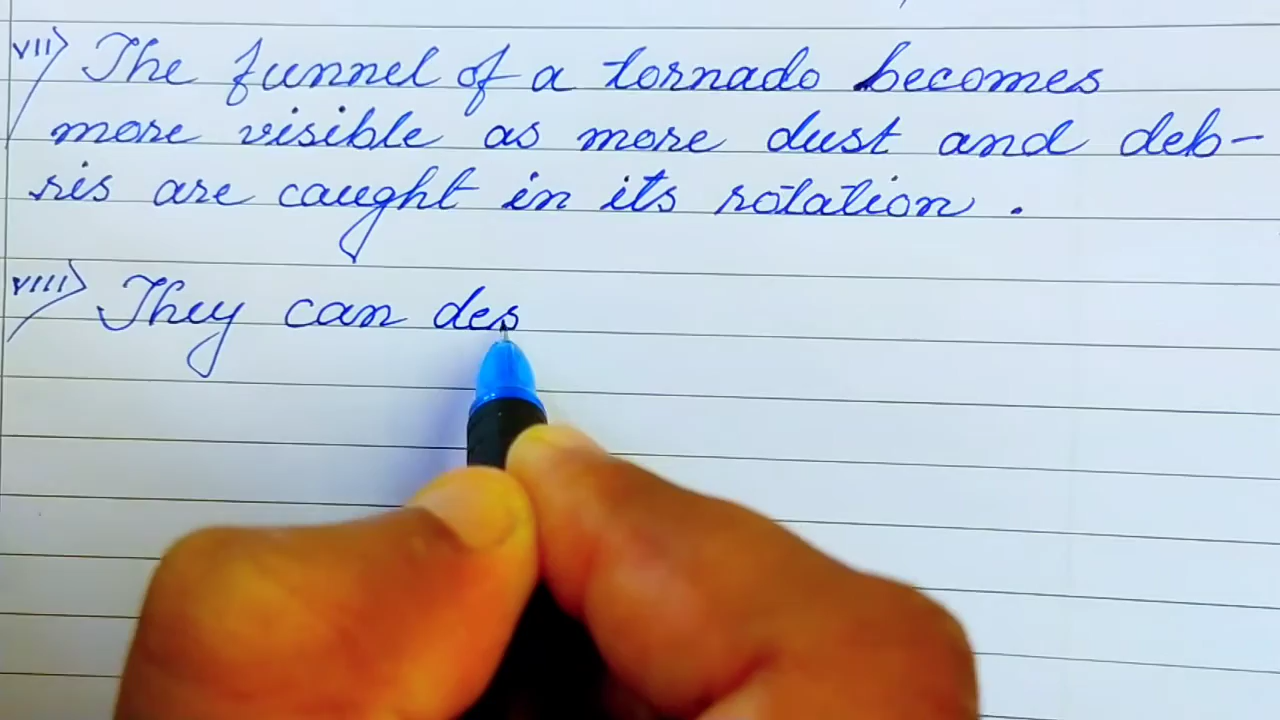 vii) The funnel of a tornado becomes
more visible as more dust and deb-
ris are caught in its rotation.
viii) They can des